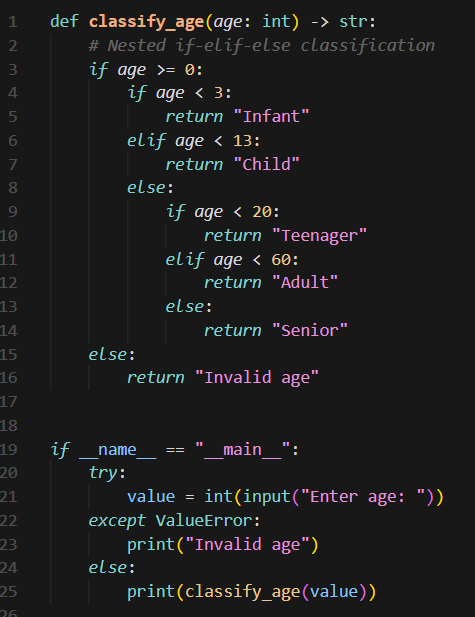 1 def classify_age(age: int) -> str:
2     # Nested if-elif-else classification
3     if age >= 0:
4         if age < 3:
5             return "Infant"
6         elif age < 13:
7             return "Child"
8         else:
9             if age < 20:
10                 return "Teenager"
11             elif age < 60:
12                 return "Adult"
13             else:
14                 return "Senior"
15     else:
16         return "Invalid age"
17
18
19 if __name__ == "__main__":
20     try:
21         value = int(input("Enter age: "))
22     except ValueError:
23         print("Invalid age")
24     else:
25         print(classify_age(value))
26